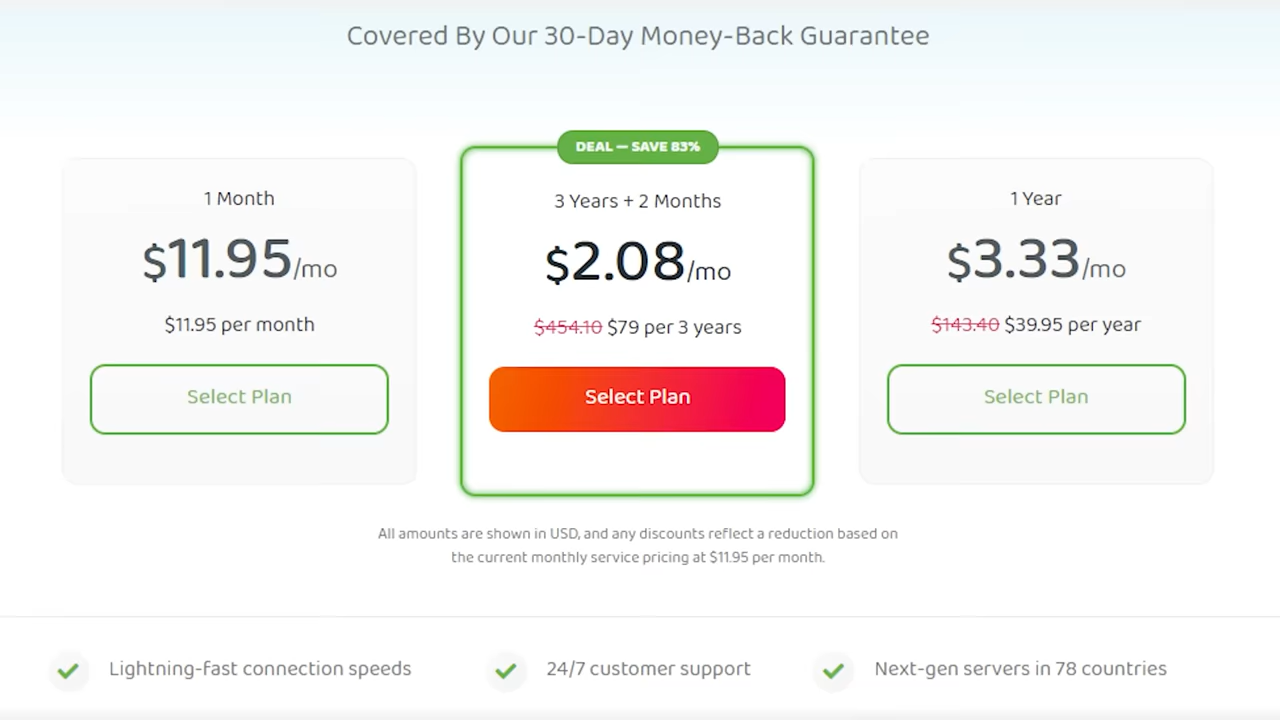 Covered By Our 30-Day Money-Back Guarantee
1 Month
$11.95/mo
$11.95 per month
Select Plan
DEAL — SAVE 83%
3 Years + 2 Months
$2.08/mo
$454.10 $79 per 3 years
Select Plan
1 Year
$3.33/mo
$143.40 $39.95 per year
Select Plan
All amounts are shown in USD, and any discounts reflect a reduction based on
the current monthly service pricing at $11.95 per month.
Lightning-fast connection speeds
24/7 customer support
Next-gen servers in 78 countries